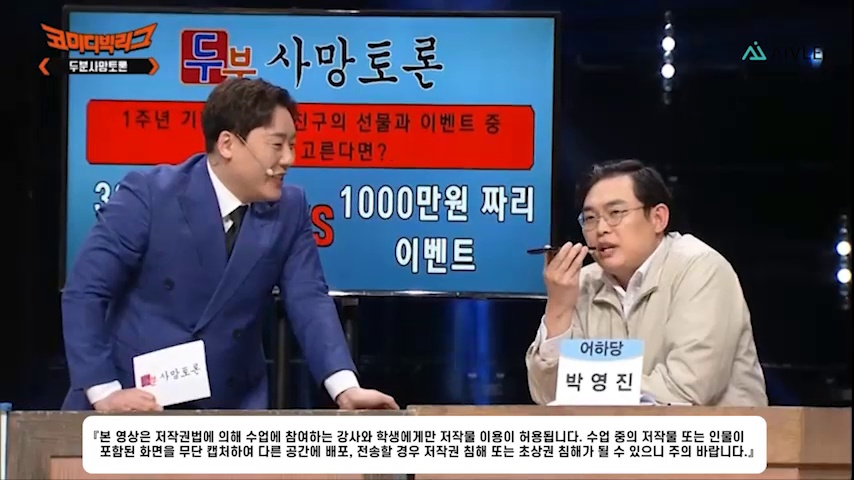 코미디빅리그
두분사망토론
AIVLE
두부 사망토론
1주년 기 친구의 선물과 이벤트 중
고른다면?
VS
1000만원 짜리
이벤트
어하당
박영진
두부 사망토론
『본 영상은 저작권법에 의해 수업에 참여하는 강사와 학생에게만 저작물 이용이 허용됩니다. 수업 중의 저작물 또는 인물이
포함된 화면을 무단 캡처하여 다른 공간에 배포, 전송할 경우 저작권 침해 또는 초상권 침해가 될 수 있으니 주의 바랍니다.』